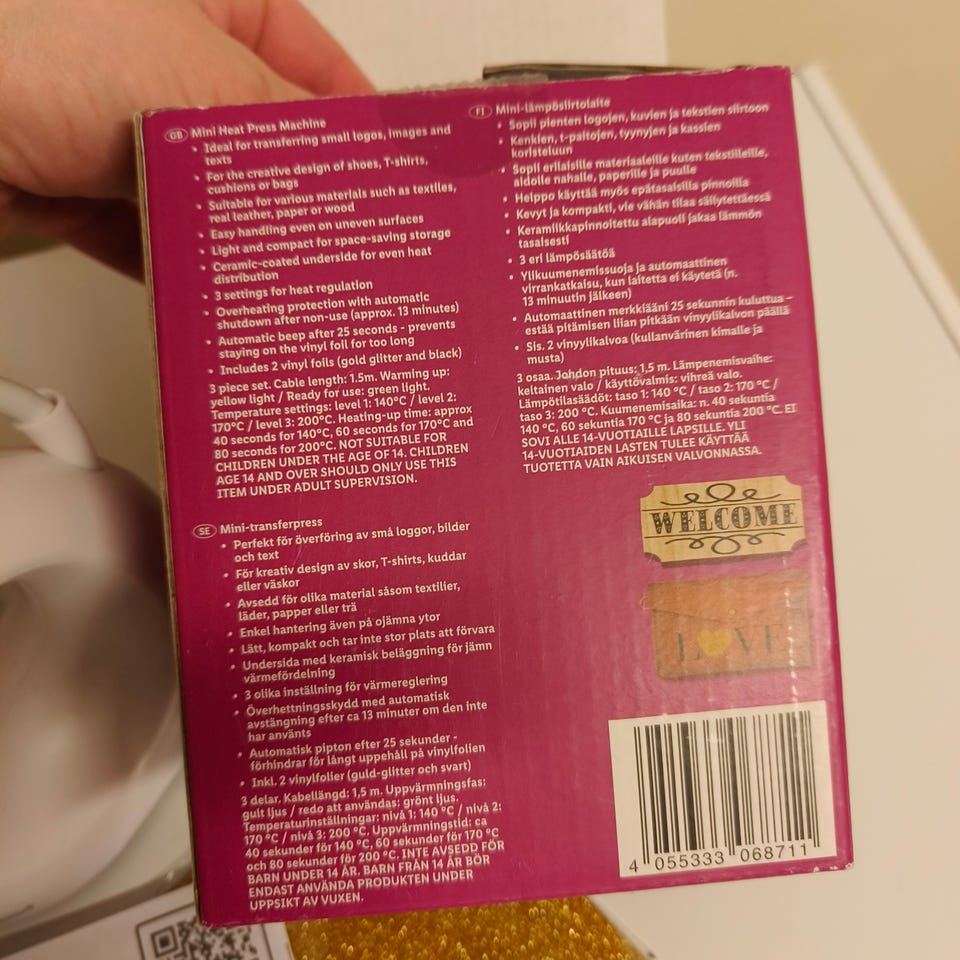 GB Mini Heat Press Machine
• Ideal for transferring small logos, images and
texts
• For the creative design of shoes, T-shirts,
cushions or bags
• Suitable for various materials such as textiles,
real leather, paper or wood
• Easy handling even on uneven surfaces
• Light and compact for space-saving storage
• Ceramic-coated underside for even heat
distribution
• 3 settings for heat regulation
• Overheating protection with automatic
shutdown after non-use (approx. 13 minutes)
• Automatic beep after 25 seconds - prevents
staying on the vinyl foil for too long
• Includes 2 vinyl foils (gold glitter and black)
3 piece set. Cable length: 1.5m. Warming up:
yellow light / Ready for use: green light.
Temperature settings: level 1: 140°C / level 2:
170°C / level 3: 200°C. Heating-up time: approx
40 seconds for 140°C, 60 seconds for 170°C and
80 seconds for 200°C. NOT SUITABLE FOR
CHILDREN UNDER THE AGE OF 14. CHILDREN
AGE 14 AND OVER SHOULD ONLY USE THIS
ITEM UNDER ADULT SUPERVISION.
FI Mini-lämpösiirtolaite
• Sopii pienten logojen, kuvien ja tekstien siirtoon
• Kenkien, t-paitojen, tyynyjen ja kassien
koristeluun
• Sopii erilaisille materiaaleille kuten tekstiileille,
aidolle nahalle, paperille ja puulle
• Helppo käyttää myös epätasaisilla pinnoilla
• Kevyt ja kompakti, vie vähän tilaa säilytettäessä
• Keramiikkapinnoitettu alapuoli jakaa lämmön
tasaisesti
• 3 eri lämpösäätöä
• Ylikuumenemissuoja ja automaattinen
virrankatkaisu, kun laitetta ei käytetä (n.
13 minuutin jälkeen)
• Automaattinen merkkiääni 25 sekunnin kuluttua –
estää pitämisen liian pitkään vinyylikalvon päällä
• Sis. 2 vinyylikalvoa (kullanvärinen kimalle ja
musta)
3 osaa. Johdon pituus: 1,5 m. Lämpenemisvaihe:
keltainen valo / käyttövalmis: vihreä valo.
Lämpötilasäädöt: taso 1: 140 °C / taso 2: 170 °C /
taso 3: 200 °C. Kuumenemisaika: n. 40 sekuntia
140 °C, 60 sekuntia 170 °C ja 80 sekuntia 200 °C. EI
SOVI ALLE 14-VUOTIAILLE LAPSILLE. YLI
14-VUOTIAIDEN LASTEN TULEE KÄYTTÄÄ
TUOTETTA VAIN AIKUISEN VALVONNASSA.
SE Mini-transferpress
• Perfekt för överföring av små loggor, bilder
och text
• För kreativ design av skor, T-shirts, kuddar
eller väskor
• Avsedd för olika material såsom textilier,
läder, papper eller trä
• Enkel hantering även på ojämna ytor
• Lätt, kompakt och tar inte stor plats att förvara
• Undersida med keramisk beläggning för jämn
värmefördelning
• 3 olika inställning för värmereglering
• Överhettningsskydd med automatisk
avstängning efter ca 13 minuter om den inte
har använts
• Automatisk pipton efter 25 sekunder -
förhindrar för långt uppehåll på vinylfolien
• Inkl. 2 vinylfolier (guld-glitter och svart)
3 delar. Kabellängd: 1,5 m. Uppvärmningsfas:
gult ljus / redo att användas: grönt ljus.
Temperaturinställningar: nivå 1: 140 °C / nivå 2:
170 °C / nivå 3: 200 °C. Uppvärmningstid: ca
40 sekunder för 140 °C, 60 sekunder för 170 °C
och 80 sekunder för 200 °C. INTE AVSEDD FÖR
BARN UNDER 14 ÅR. BARN FRÅN 14 ÅR BÖR
ENDAST ANVÄNDA PRODUKTEN UNDER
UPPSIKT AV VUXEN.
WELCOME
LOVE
4 055333 068711